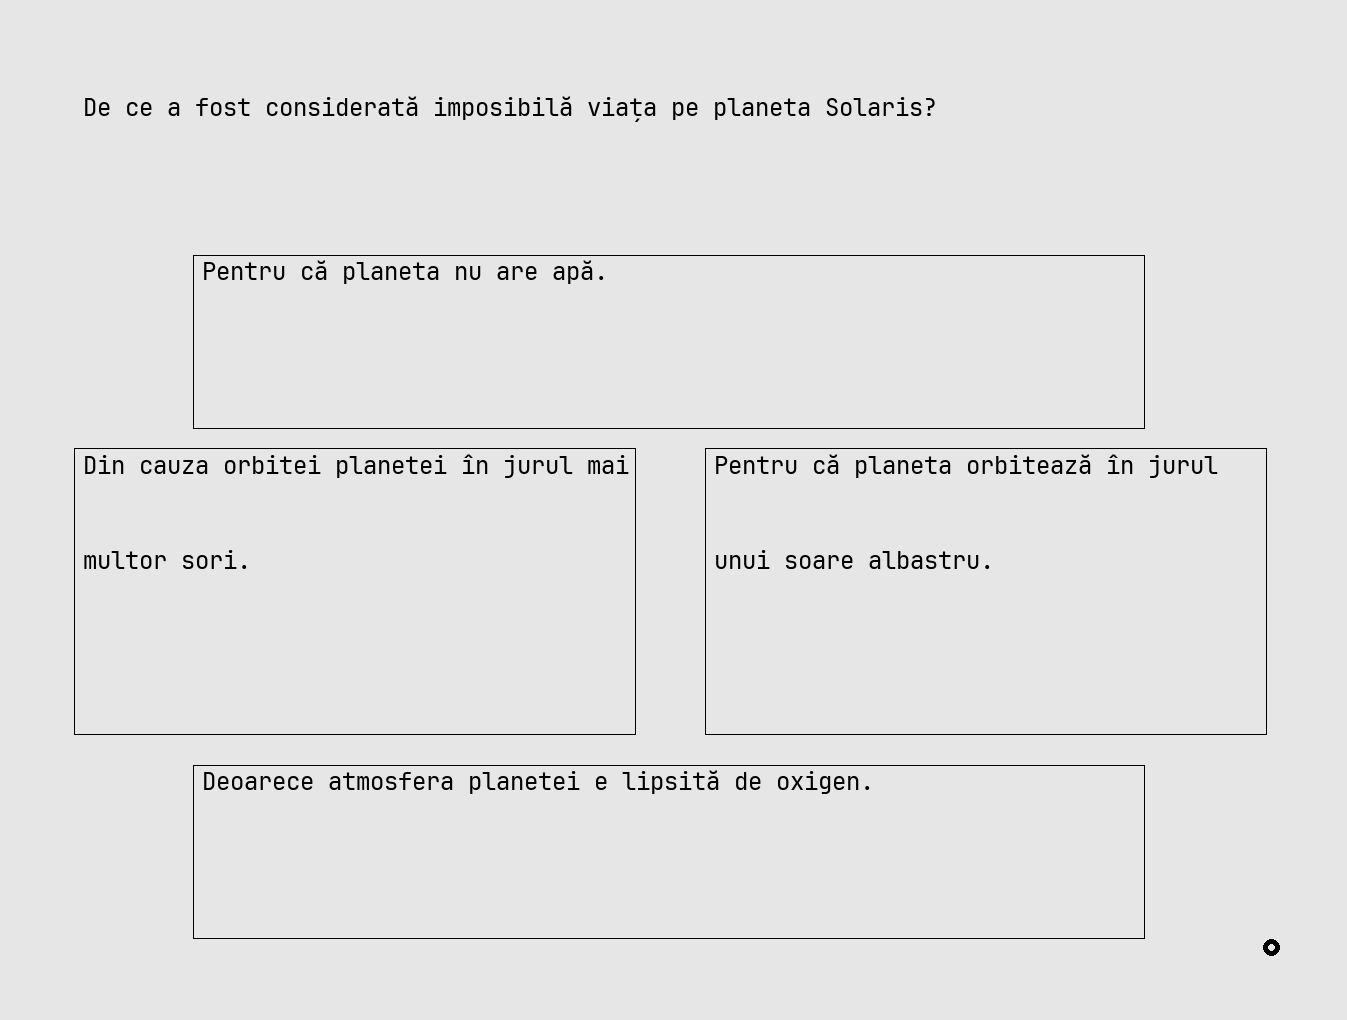 De ce a fost considerată imposibilă viața pe planeta Solaris?
Pentru că planeta nu are apă.
Din cauza orbitei planetei în jurul mai
multor sori.
Pentru că planeta orbitează în jurul
unui soare albastru.
Deoarece atmosfera planetei e lipsită de oxigen.